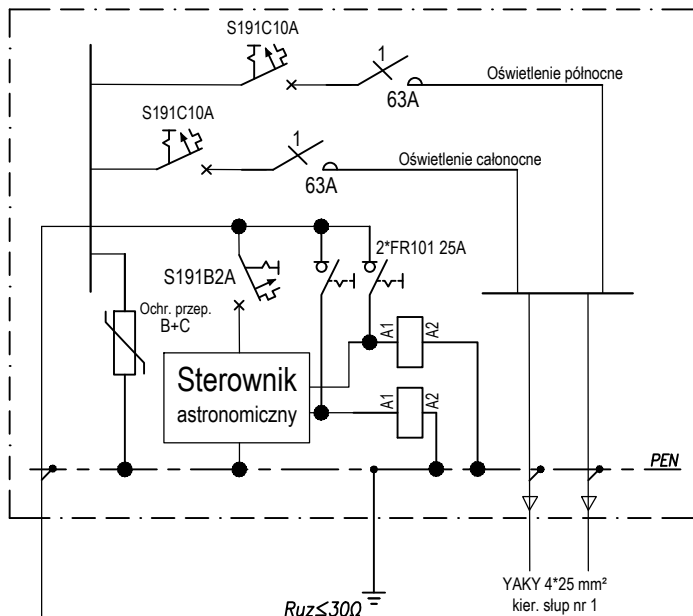 S191C10A
1
Oświetlenie północne
63A
S191C10A
1
Oświetlenie całonocne
63A
2*FR101 25A
S191B2A
Ochr. przep.
B+C
A1
A2
Sterownik
astronomiczny
A1
A2
PEN
YAKY 4*25 mm²
kier. słup nr 1
Ruz≤30Ω